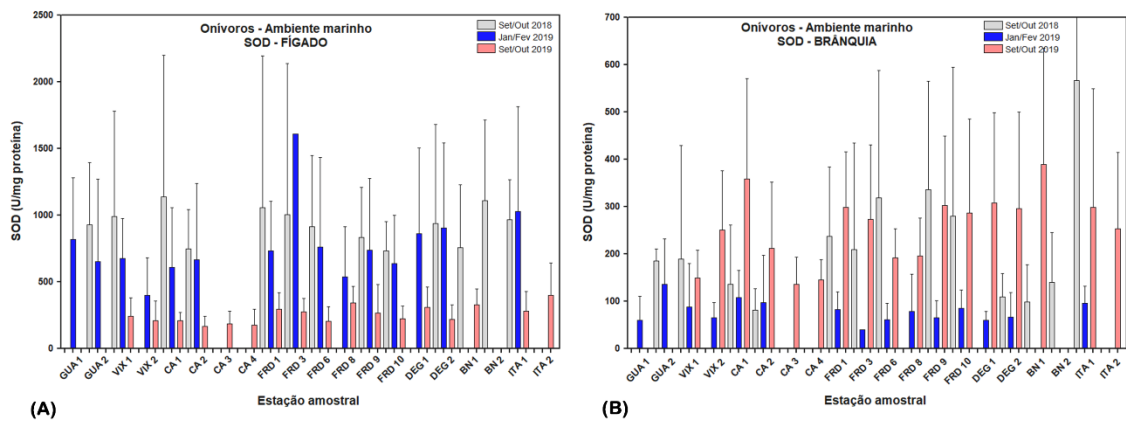 Onívoros - Ambiente marinho
SOD - FÍGADO
Set/Out 2018
Jan/Fev 2019
Set/Out 2019
SOD (U/mg proteína)
2500
2000
1500
1000
500
0
GUA 1
GUA 2
VIX 1
VIX 2
CA 1
CA 2
CA 3
CA 4
FRD 1
FRD 3
FRD 6
FRD 8
FRD 9
FRD 10
DEG 1
DEG 2
BN 1
BN 2
ITA 1
ITA 2
Estação amostral
(A)
Onívoros - Ambiente marinho
SOD - BRÂNQUIA
Set/Out 2018
Jan/Fev 2019
Set/Out 2019
SOD (U/mg proteína)
700
600
500
400
300
200
100
0
GUA 1
GUA 2
VIX 1
VIX 2
CA 1
CA 2
CA 3
CA 4
FRD 1
FRD 3
FRD 6
FRD 8
FRD 9
FRD 10
DEG 1
DEG 2
BN 1
BN 2
ITA 1
ITA 2
Estação amostral
(B)